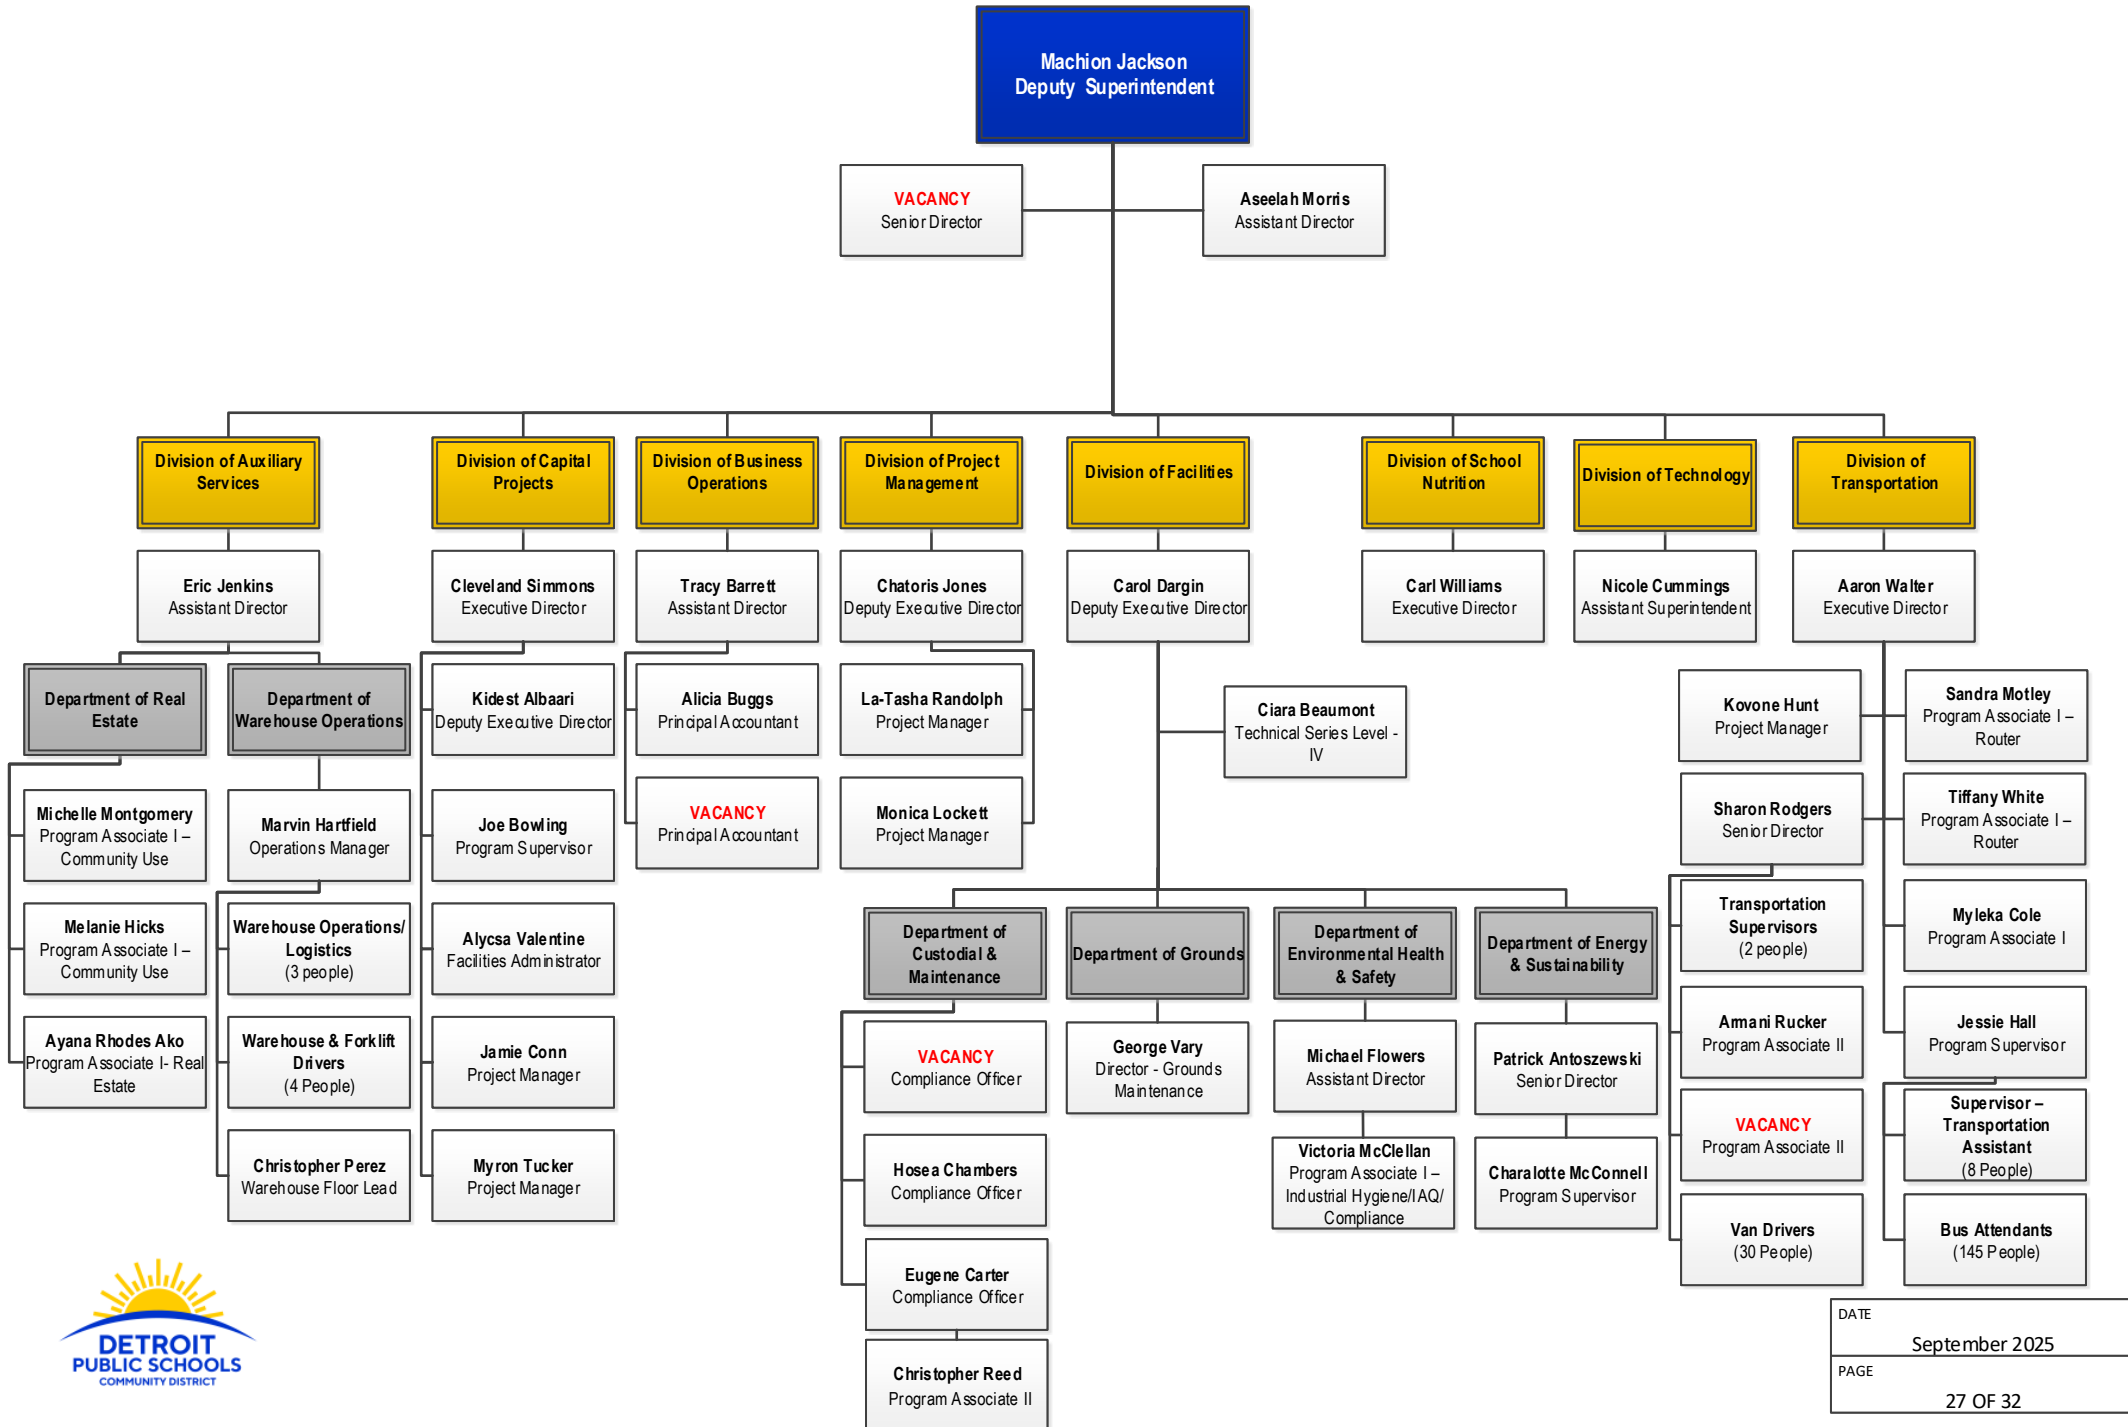 Machion Jackson
Deputy Superintendent
VACANCY
Senior Director
Aseelah Morris
Assistant Director
Division of Auxiliary
Services
Division of Capital
Projects
Division of Business
Operations
Division of Project
Management
Division of Facilities
Division of School
Nutrition
Division of Technology
Division of
Transportation
Eric Jenkins
Assistant Director
Cleveland Simmons
Executive Director
Tracy Barrett
Assistant Director
Chatoris Jones
Deputy Executive Director
Carol Dargin
Deputy Executive Director
Carl Williams
Executive Director
Nicole Cummings
Assistant Superintendent
Aaron Walter
Executive Director
Department of Real
Estate
Department of
Warehouse Operations
Kidest Albaari
Deputy Executive Director
Alicia Buggs
Principal Accountant
La-Tasha Randolph
Project Manager
Ciara Beaumont
Technical Series Level -
IV
Kovone Hunt
Project Manager
Sandra Motley
Program Associate I –
Router
Michelle Montgomery
Program Associate I –
Community Use
Marvin Hartfield
Operations Manager
Joe Bowling
Program Supervisor
VACANCY
Principal Accountant
Monica Lockett
Project Manager
Sharon Rodgers
Senior Director
Tiffany White
Program Associate I –
Router
Melanie Hicks
Program Associate I –
Community Use
Warehouse Operations/
Logistics
(3 people)
Alycsa Valentine
Facilities Administrator
Department of
Custodial &
Maintenance
Department of Grounds
Department of
Environmental Health
& Safety
Department of Energy
& Sustainability
Transportation
Supervisors
(2 people)
Myleka Cole
Program Associate I
Ayana Rhodes Ako
Program Associate I- Real
Estate
Warehouse & Forklift
Drivers
(4 People)
Jamie Conn
Project Manager
VACANCY
Compliance Officer
George Vary
Director - Grounds
Maintenance
Michael Flowers
Assistant Director
Patrick Antoszewski
Senior Director
Armani Rucker
Program Associate II
Jessie Hall
Program Supervisor
Christopher Perez
Warehouse Floor Lead
Myron Tucker
Project Manager
Hosea Chambers
Compliance Officer
Victoria McClellan
Program Associate I –
Industrial Hygiene/IAQ/
Compliance
Charalotte McConnell
Program Supervisor
VACANCY
Program Associate II
Supervisor –
Transportation
Assistant
(8 People)
Eugene Carter
Compliance Officer
Van Drivers
(30 People)
Bus Attendants
(145 People)
Christopher Reed
Program Associate II
DETROIT
PUBLIC SCHOOLS
COMMUNITY DISTRICT
DATE
September 2025
PAGE
27 OF 32